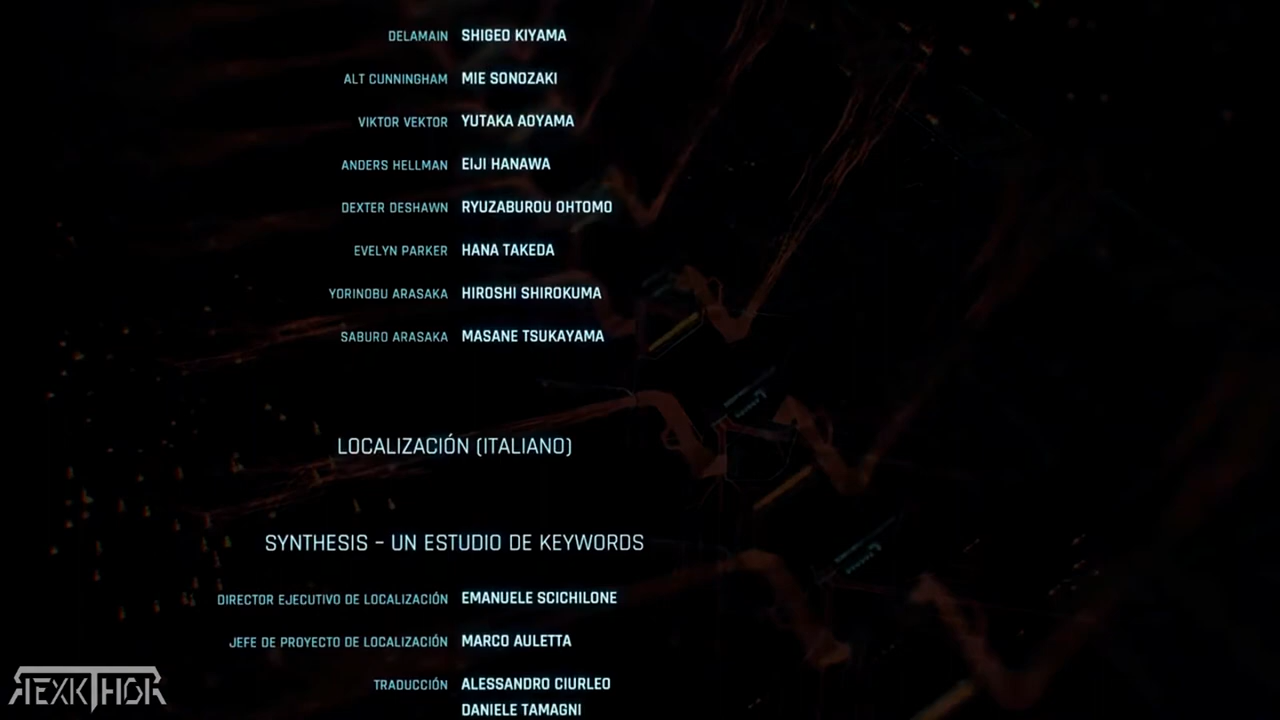 DELAMAIN SHIGEO KIYAMA
ALT CUNNINGHAM MIE SONOZAKI
VIKTOR VEKTOR YUTAKA AOYAMA
ANDERS HELLMAN EIJI HANAWA
DEXTER DESHAWN RYUZABUROU OHTOMO
EVELYN PARKER HANA TAKEDA
YORINOBU ARASAKA HIROSHI SHIROKUMA
SABURO ARASAKA MASANE TSUKAYAMA
LOCALIZACIÓN (ITALIANO)
SYNTHESIS – UN ESTUDIO DE KEYWORDS
DIRECTOR EJECUTIVO DE LOCALIZACIÓN EMANUELE SCICHILONE
JEFE DE PROYECTO DE LOCALIZACIÓN MARCO AULETTA
TRADUCCIÓN ALESSANDRO CIURLEO
DANIELE TAMAGNI
REXKTHOR